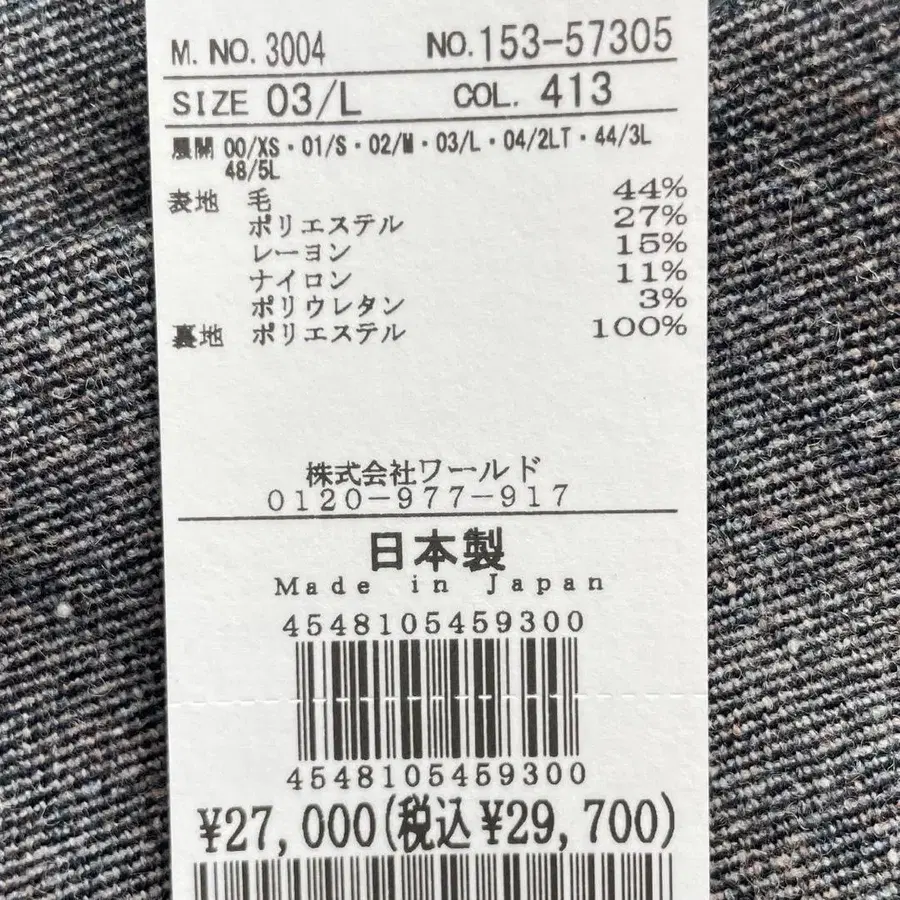 M. NO. 3004 NO. 153-57305
SIZE 03/L COL. 413
展開 00/XS・01/S・02/M・03/L・04/2LT・44/3L
48/5L
表地 毛 44%
ポリエステル 27%
レーヨン 15%
ナイロン 11%
ポリウレタン 3%
裏地 ポリエステル 100%
株式会社ワールド
0120-977-917
日本製
Made in Japan
4548105459300
4548105459300
¥27,000(税込¥29,700)